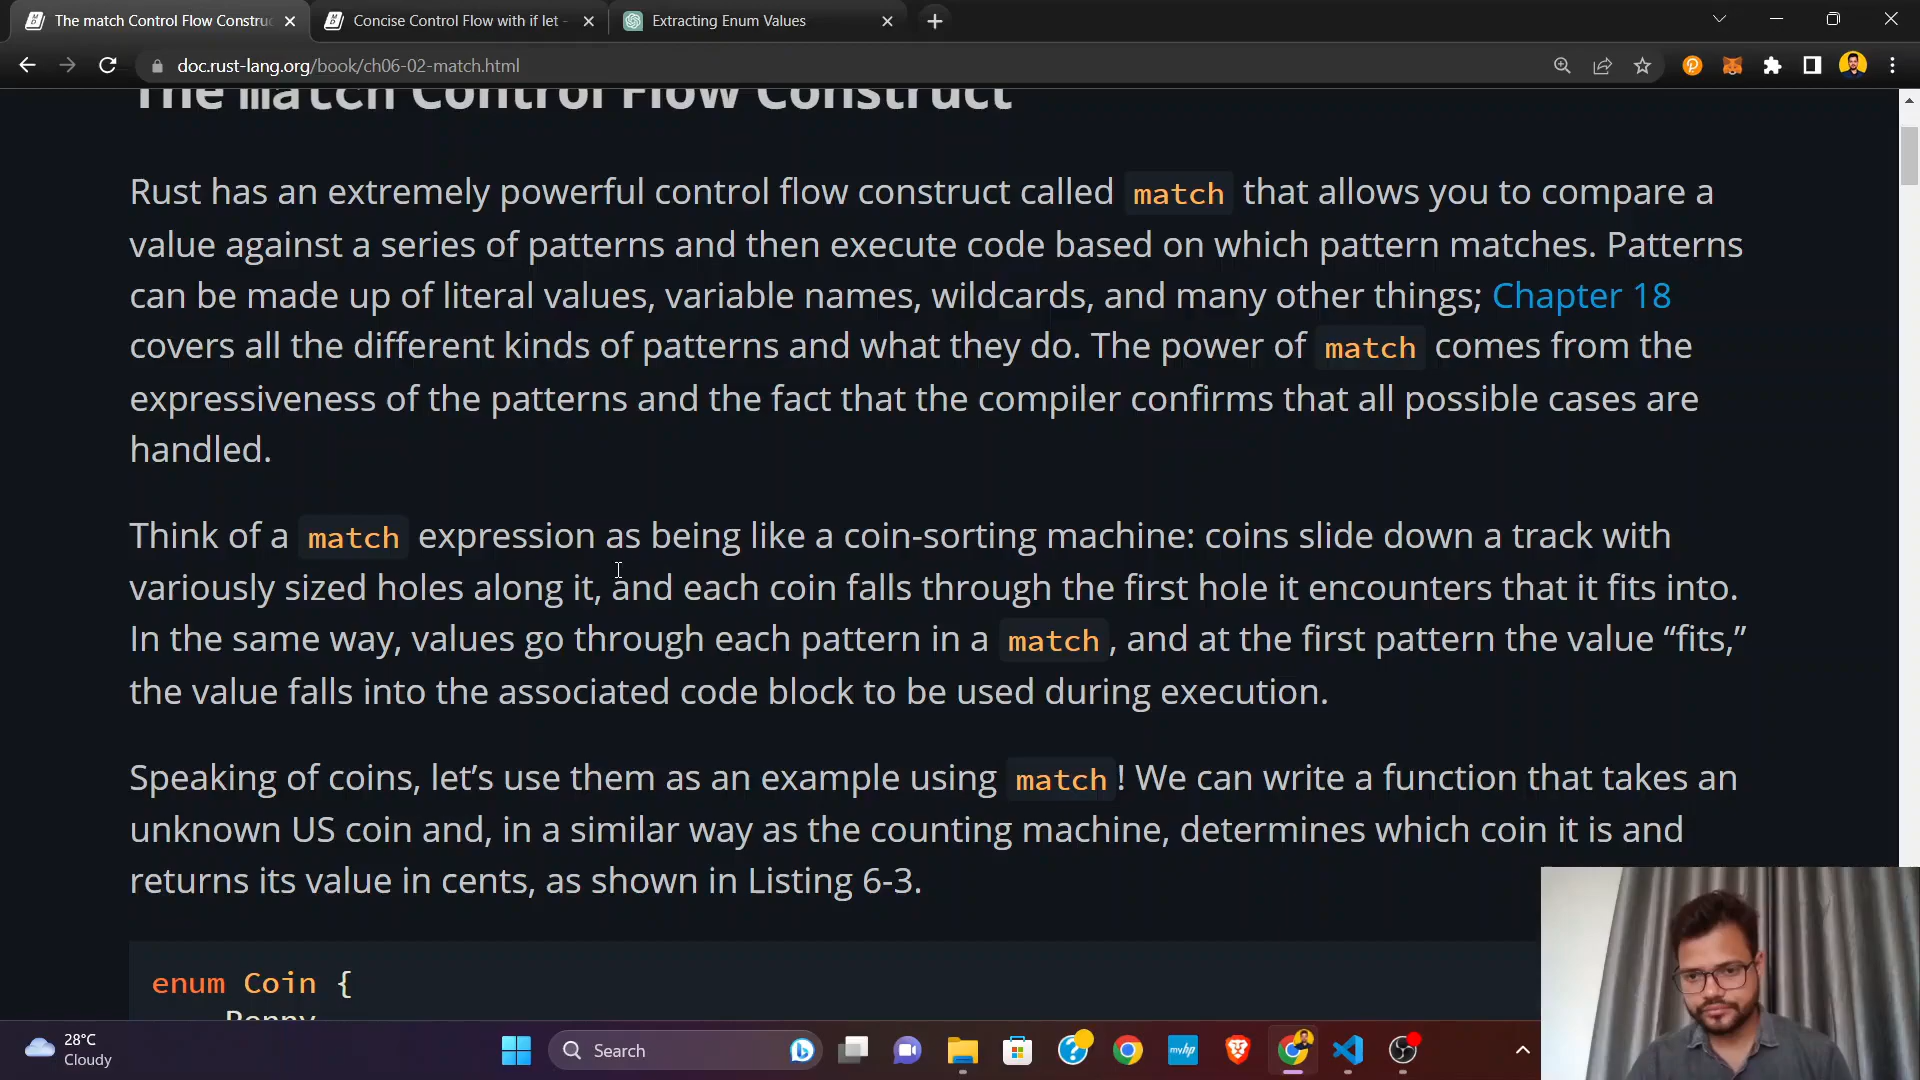 The match Control Flow Construc
Concise Control Flow with if let -
Extracting Enum Values
doc.rust-lang.org/book/ch06-02-match.html
The match Control Flow Construct
Rust has an extremely powerful control flow construct called match that allows you to compare a
value against a series of patterns and then execute code based on which pattern matches. Patterns
can be made up of literal values, variable names, wildcards, and many other things; Chapter 18
covers all the different kinds of patterns and what they do. The power of match comes from the
expressiveness of the patterns and the fact that the compiler confirms that all possible cases are
handled.
Think of a match expression as being like a coin-sorting machine: coins slide down a track with
variously sized holes along it, and each coin falls through the first hole it encounters that it fits into.
In the same way, values go through each pattern in a match, and at the first pattern the value “fits,”
the value falls into the associated code block to be used during execution.
Speaking of coins, let’s use them as an example using match! We can write a function that takes an
unknown US coin and, in a similar way as the counting machine, determines which coin it is and
returns its value in cents, as shown in Listing 6-3.
enum Coin {
Penny
28°C
Cloudy
Search
myhp